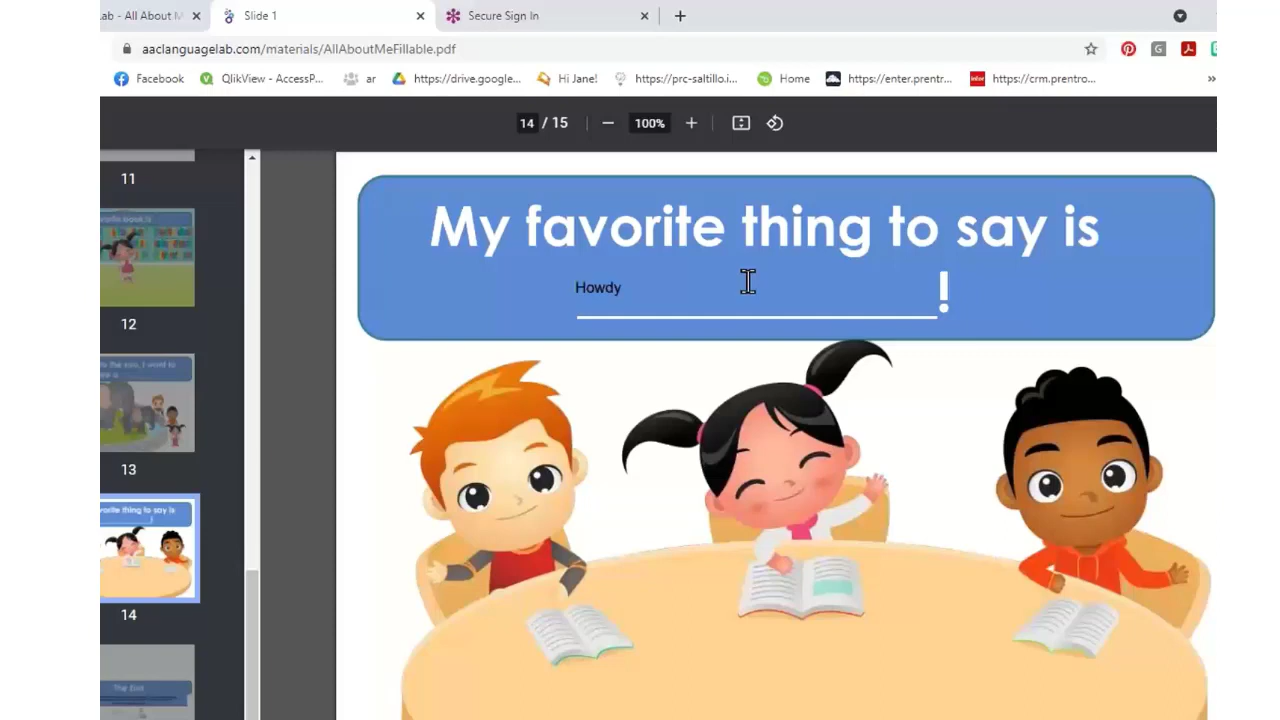 ab - All About M
Slide 1
Secure Sign In
aaclanguagelab.com/materials/AllAboutMeFillable.pdf
Facebook
QlikView - AccessP...
ar
https://drive.google...
Hi Jane!
https://prc-saltillo.i...
Home
https://enter.prentr...
https://crm.prentro...
»
14 / 15
100%
11
12
13
14
The End
My favorite thing to say is
Howdy
!